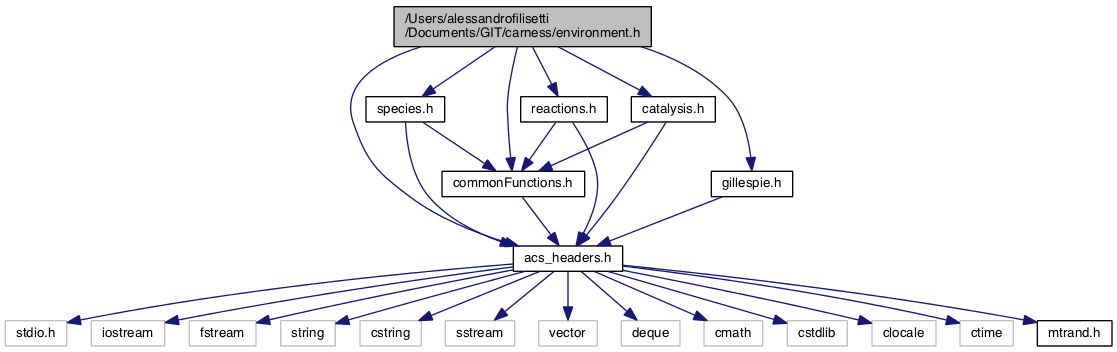 /Users/alessandrofilisetti
/Documents/GIT/carness/environment.h
species.h
reactions.h
catalysis.h
commonFunctions.h
gillespie.h
acs_headers.h
stdio.h
iostream
fstream
string
cstring
sstream
vector
deque
cmath
cstdlib
clocale
ctime
mtrand.h